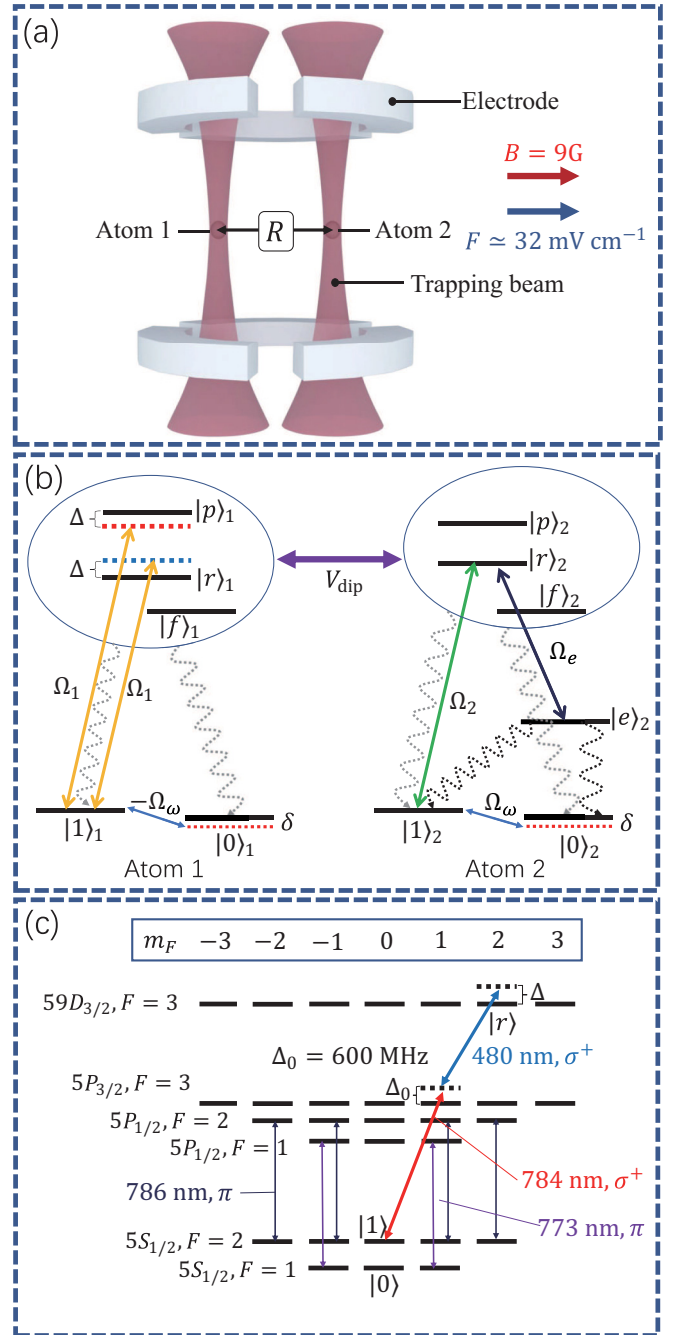 (a)
Electrode
B = 9G
Atom 1
R
Atom 2
F ≃ 32 mV cm⁻¹
Trapping beam
(b)
Δ
|p⟩₁
|p⟩₂
Δ
|r⟩₁
V_dip
|r⟩₂
|f⟩₁
|f⟩₂
Ω₁
Ω₁
Ω₂
Ω_e
|e⟩₂
−Ω_ω
δ
Ω_ω
δ
|1⟩₁
|0⟩₁
|1⟩₂
|0⟩₂
Atom 1
Atom 2
(c)
m_F −3 −2 −1 0 1 2 3
59D₃/₂, F = 3
Δ
|r⟩
Δ₀ = 600 MHz
480 nm, σ⁺
5P₃/₂, F = 3
Δ₀
5P₁/₂, F = 2
5P₁/₂, F = 1
786 nm, π
784 nm, σ⁺
773 nm, π
5S₁/₂, F = 2
|1⟩
5S₁/₂, F = 1
|0⟩